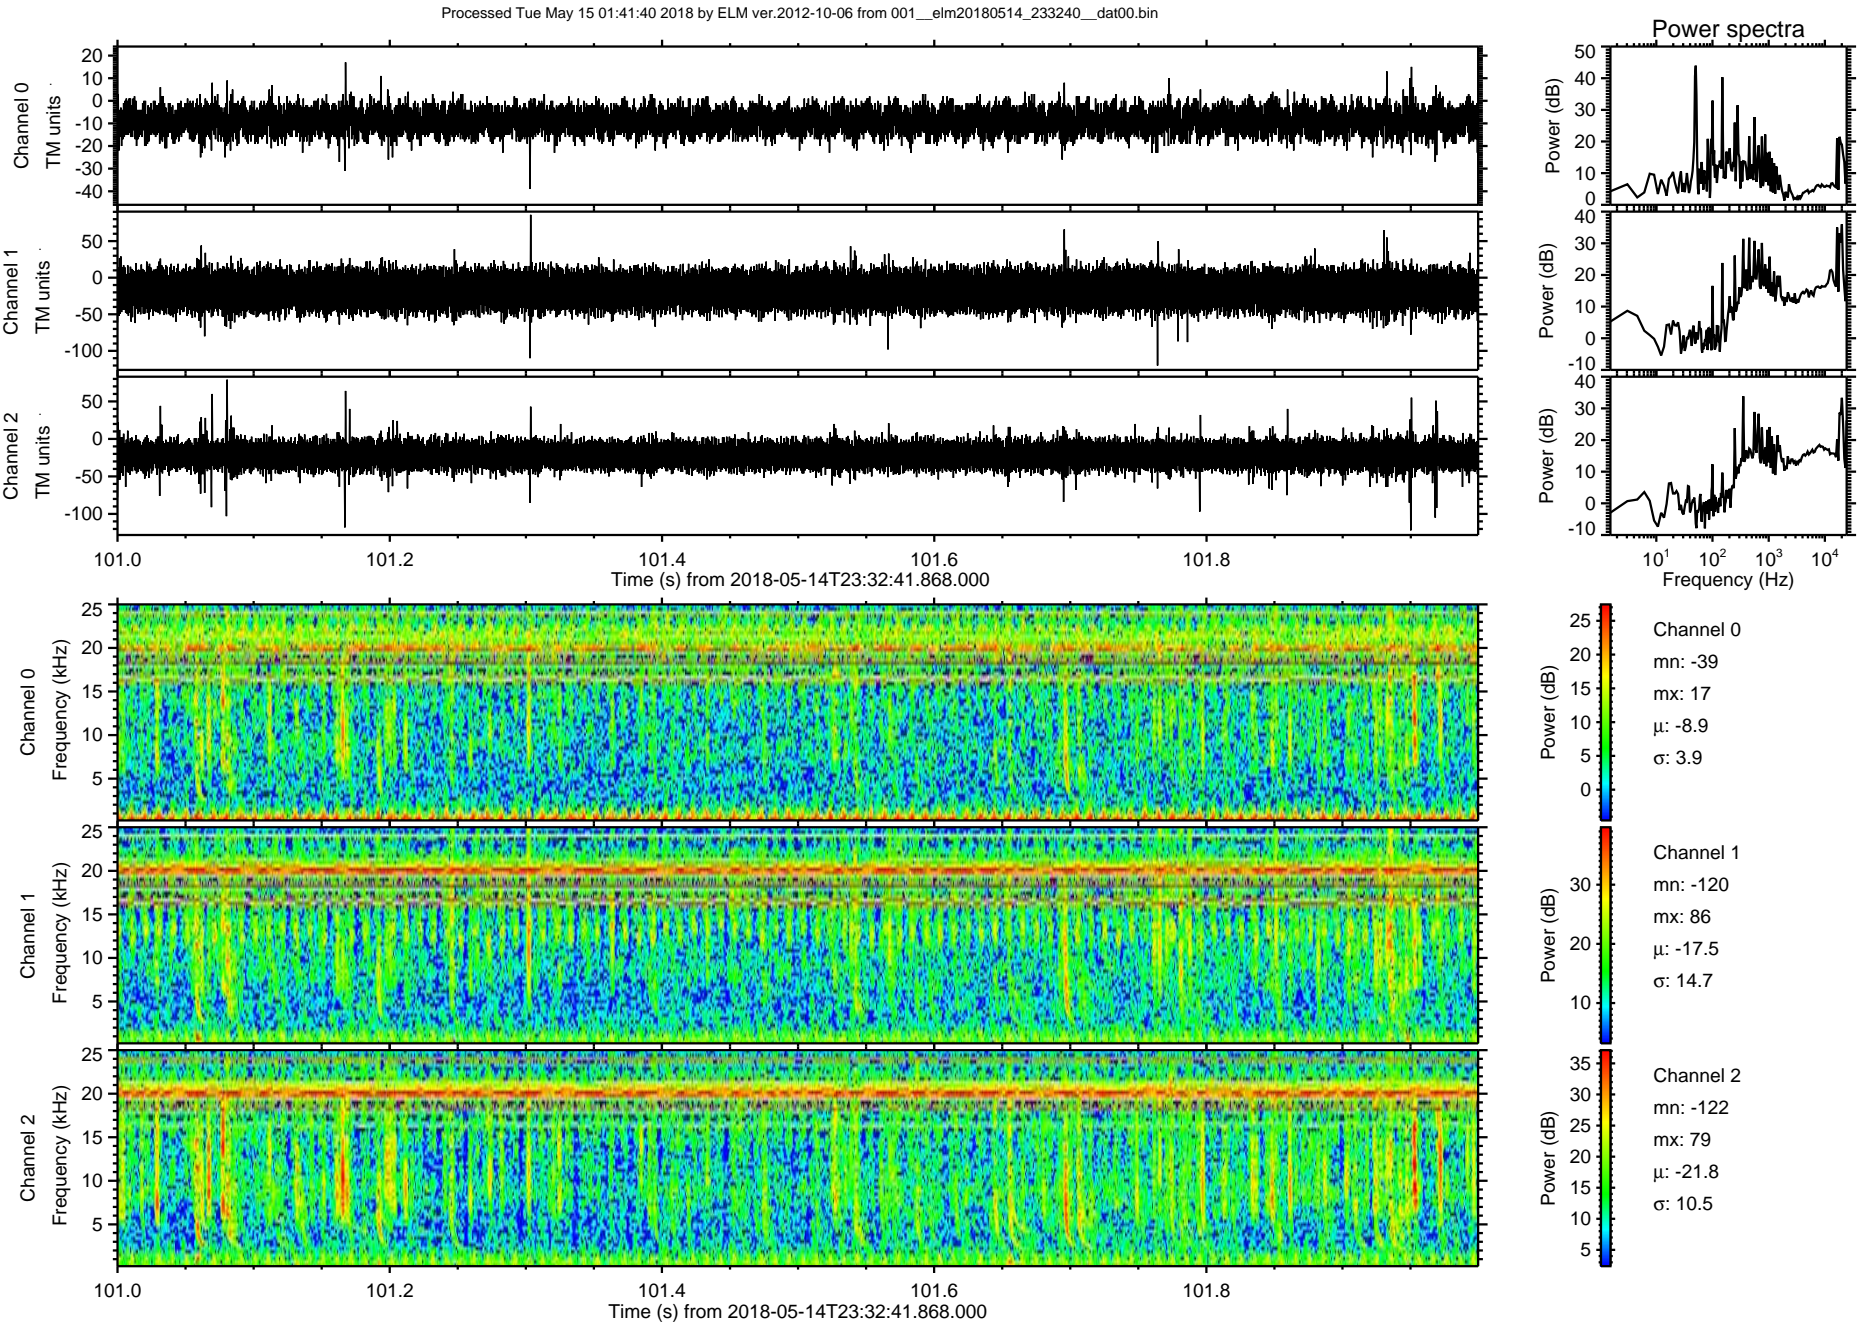 Processed Tue May 15 01:41:40 2018 by ELM ver.2012-10-06 from 001__elm20180514_233240__dat00.bin
Power spectra
Channel 0
TM units
20
10
0
-10
-20
-30
-40
Power (dB)
50
40
30
20
10
0
Channel 1
TM units
50
0
-50
-100
Power (dB)
40
30
20
10
0
-10
Channel 2
TM units
50
0
-50
-100
Power (dB)
40
30
20
10
0
-10
101.0 101.2 101.4 101.6 101.8
Time (s) from 2018-05-14T23:32:41.868.000
10¹ 10² 10³ 10⁴
Frequency (Hz)
Channel 0
Frequency (kHz)
25
20
15
10
5
Power (dB)
25
20
15
10
5
0
Channel 0
mn: -39
mx: 17
μ: -8.9
σ: 3.9
Channel 1
Frequency (kHz)
25
20
15
10
5
Power (dB)
30
20
10
Channel 1
mn: -120
mx: 86
μ: -17.5
σ: 14.7
Channel 2
Frequency (kHz)
25
20
15
10
5
Power (dB)
35
30
25
20
15
10
5
Channel 2
mn: -122
mx: 79
μ: -21.8
σ: 10.5
101.0 101.2 101.4 101.6 101.8
Time (s) from 2018-05-14T23:32:41.868.000